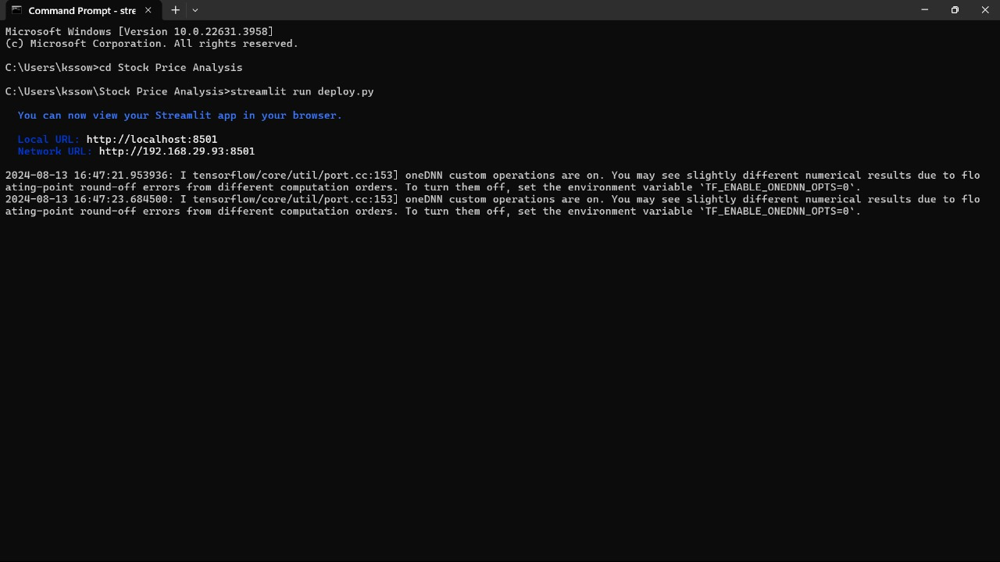 Command Prompt - stre
Microsoft Windows [Version 10.0.22631.3958]
(c) Microsoft Corporation. All rights reserved.
C:\Users\kssow>cd Stock Price Analysis
C:\Users\kssow\Stock Price Analysis>streamlit run deploy.py
You can now view your Streamlit app in your browser.
Local URL: http://localhost:8501
Network URL: http://192.168.29.93:8501
2024-08-13 16:47:21.953936: I tensorflow/core/util/port.cc:153] oneDNN custom operations are on. You may see slightly different numerical results due to flo
ating-point round-off errors from different computation orders. To turn them off, set the environment variable `TF_ENABLE_ONEDNN_OPTS=0`.
2024-08-13 16:47:23.684500: I tensorflow/core/util/port.cc:153] oneDNN custom operations are on. You may see slightly different numerical results due to flo
ating-point round-off errors from different computation orders. To turn them off, set the environment variable `TF_ENABLE_ONEDNN_OPTS=0`.